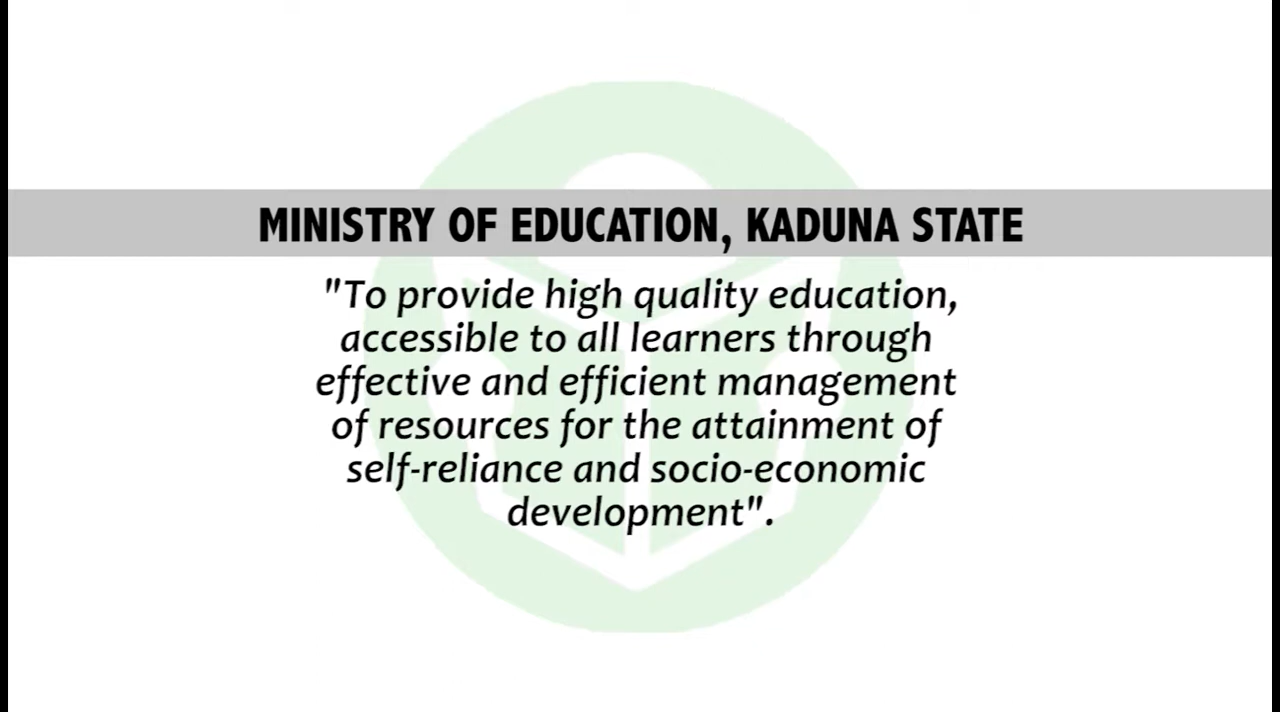 MINISTRY OF EDUCATION, KADUNA STATE
"To provide high quality education,
accessible to all learners through
effective and efficient management
of resources for the attainment of
self-reliance and socio-economic
development".